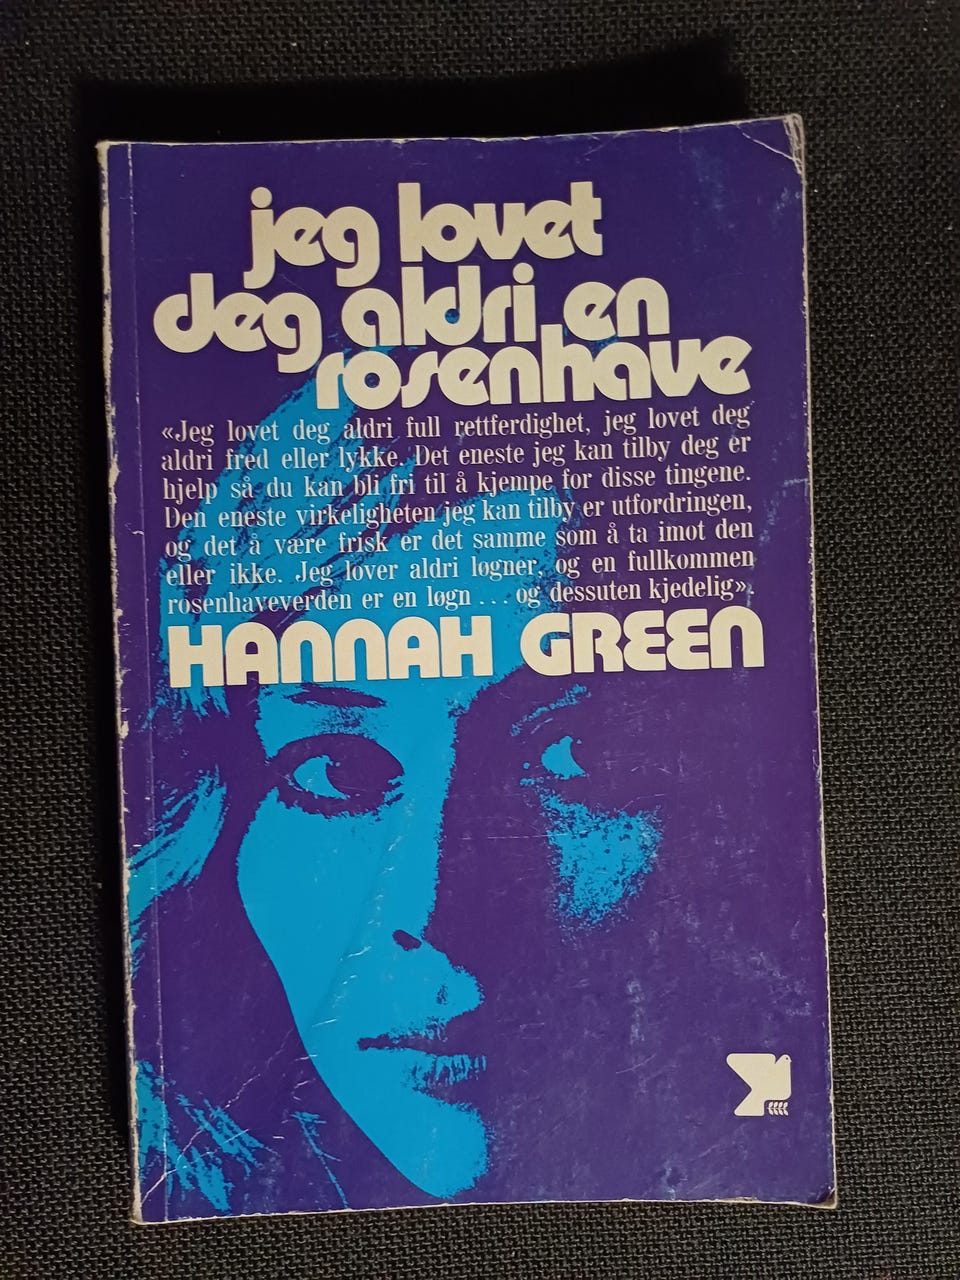 jeg lovet
deg aldri en
rosenhave
«Jeg lovet deg aldri full rettferdighet, jeg lovet deg
aldri fred eller lykke. Det eneste jeg kan tilby deg er
hjelp så du kan bli fri til å kjempe for disse tingene.
Den eneste virkeligheten jeg kan tilby er utfordringen,
og det å være frisk er det samme som å ta imot den
eller ikke. Jeg lover aldri løgner, og en fullkommen
rosenhaveverden er en løgn ... og dessuten kjedelig».
HANNAH GREEN